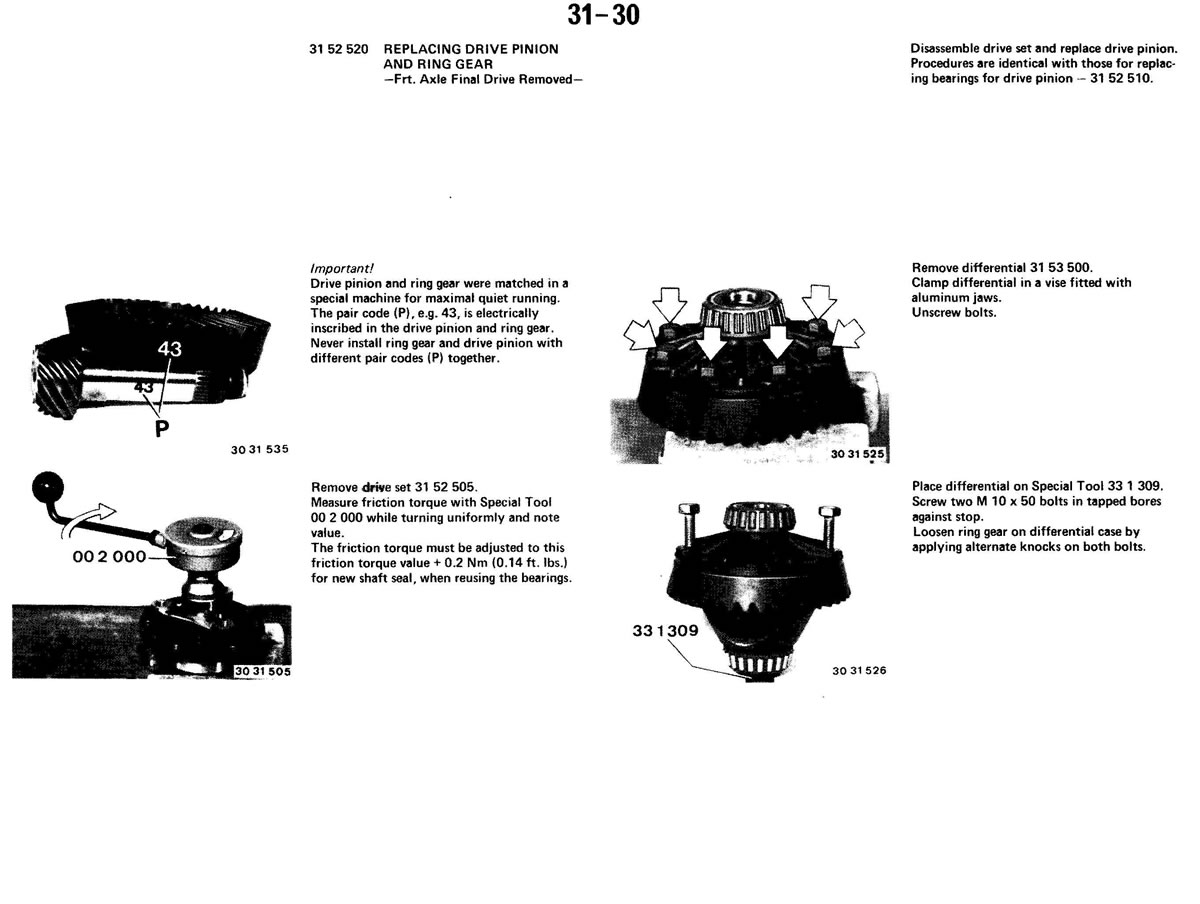 31-30
31 52 520 REPLACING DRIVE PINION
AND RING GEAR
—Frt. Axle Final Drive Removed—
Important!
Drive pinion and ring gear were matched in a
special machine for maximal quiet running.
The pair code (P), e.g. 43, is electrically
inscribed in the drive pinion and ring gear.
Never install ring gear and drive pinion with
different pair codes (P) together.
43
43
P
30 31 535
Remove drive set 31 52 505.
Measure friction torque with Special Tool
00 2 000 while turning uniformly and note
value.
The friction torque must be adjusted to this
friction torque value + 0.2 Nm (0.14 ft. lbs.)
for new shaft seal, when reusing the bearings.
00 2 000
30 31 505
Disassemble drive set and replace drive pinion.
Procedures are identical with those for replac-
ing bearings for drive pinion — 31 52 510.
Remove differential 31 53 500.
Clamp differential in a vise fitted with
aluminum jaws.
Unscrew bolts.
30 31 525
Place differential on Special Tool 33 1 309.
Screw two M 10 x 50 bolts in tapped bores
against stop.
Loosen ring gear on differential case by
applying alternate knocks on both bolts.
33 1 309
30 31 526